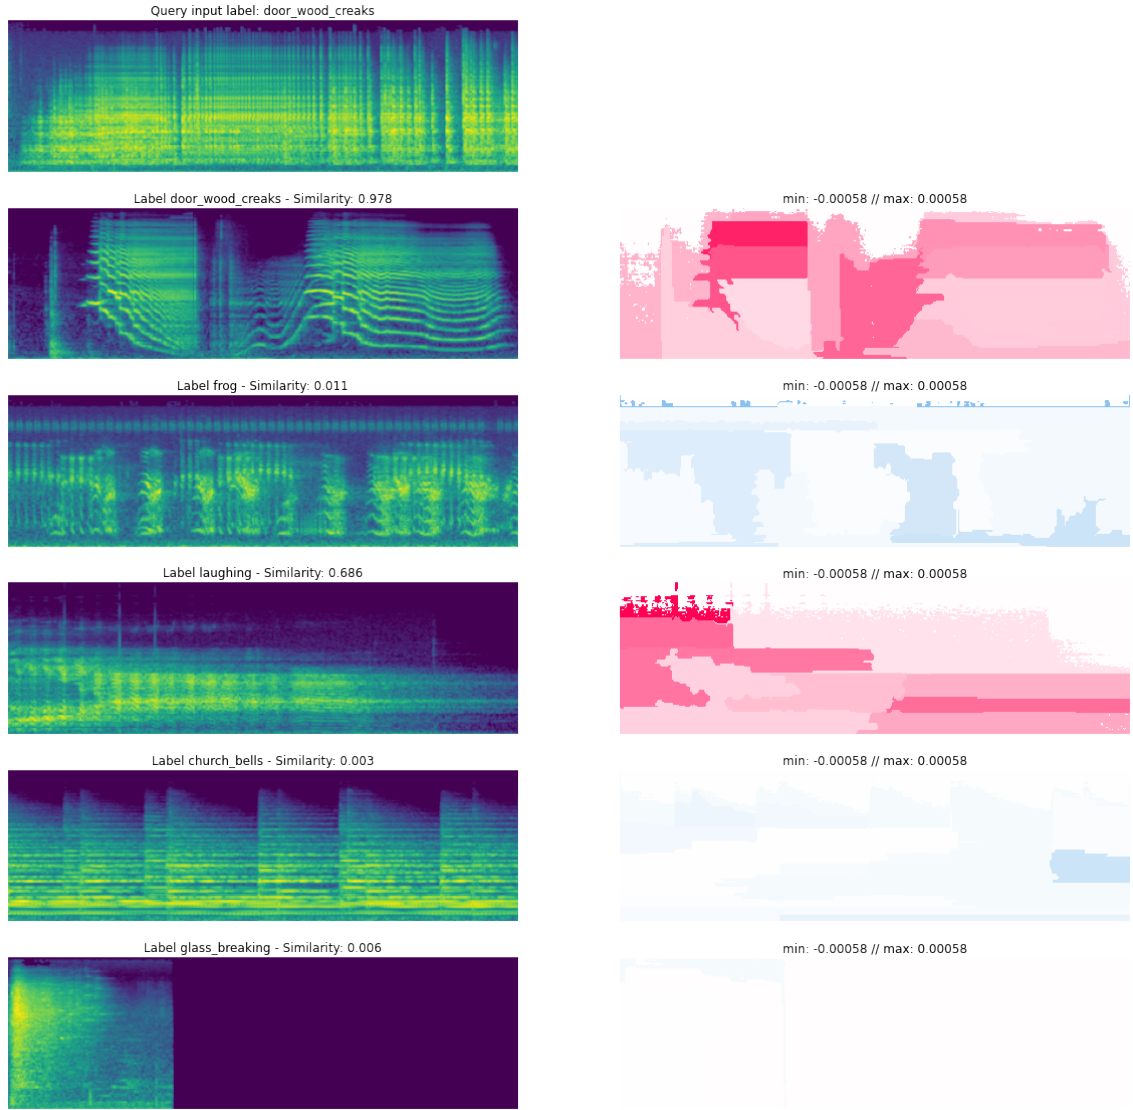 Query input label: door_wood_creaks
Label door_wood_creaks - Similarity: 0.978
min: -0.00058 // max: 0.00058
Label frog - Similarity: 0.011
min: -0.00058 // max: 0.00058
Label laughing - Similarity: 0.686
min: -0.00058 // max: 0.00058
Label church_bells - Similarity: 0.003
min: -0.00058 // max: 0.00058
Label glass_breaking - Similarity: 0.006
min: -0.00058 // max: 0.00058